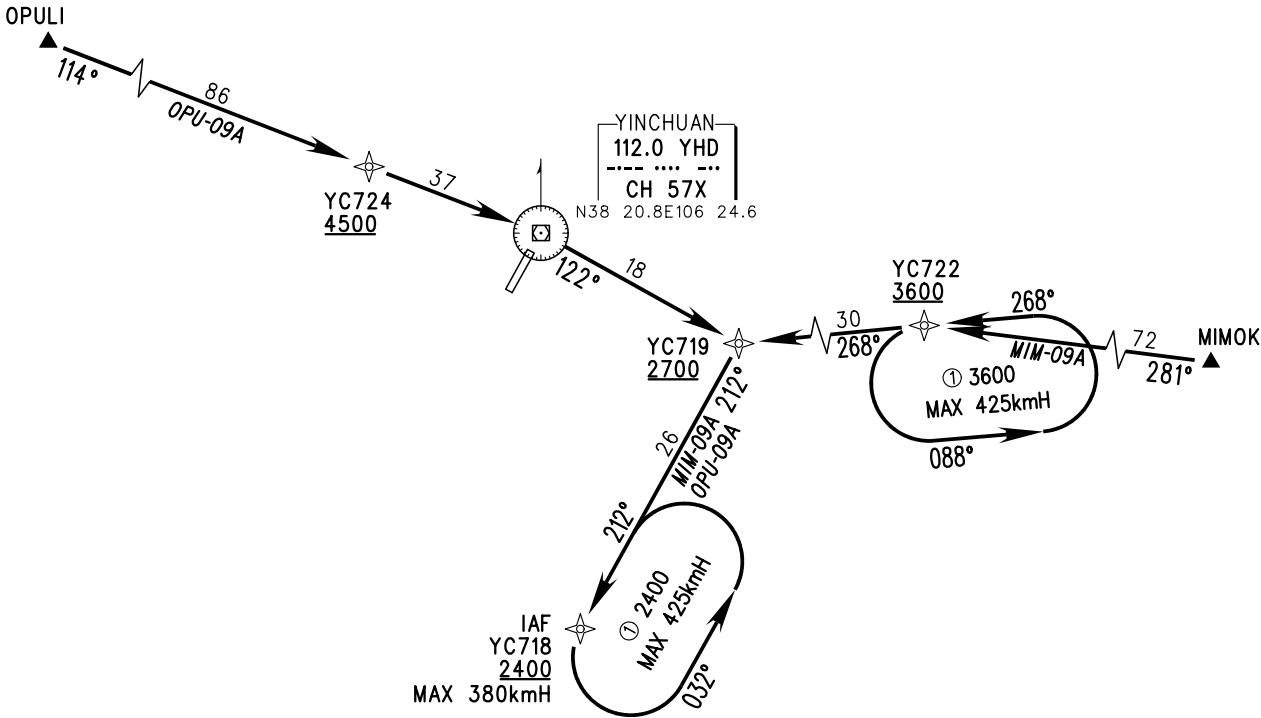 OPULI
114°
86
OPU-09A
YC724
4500
37
YINCHUAN
112.0 YHD
CH 57X
N38 20.8E106 24.6
122°
18
YC719
2700
30
268°
YC722
3600
268°
72
MIM-09A
MIMOK
281°
① 3600
MAX 425kmH
088°
212°
26
MIM-09A
OPU-09A
212°
① 2400
MAX 425kmH
032°
IAF
YC718
2400
MAX 380kmH